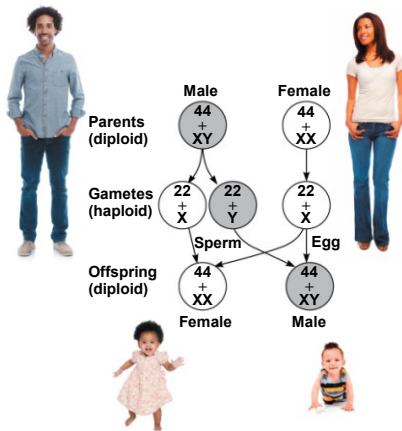 Male
Female
Parents
(diploid)
44
+
XY
44
+
XX
Gametes
(haploid)
22
+
X
22
+
Y
22
+
X
Sperm
Egg
Offspring
(diploid)
44
+
XX
44
+
XY
Female
Male